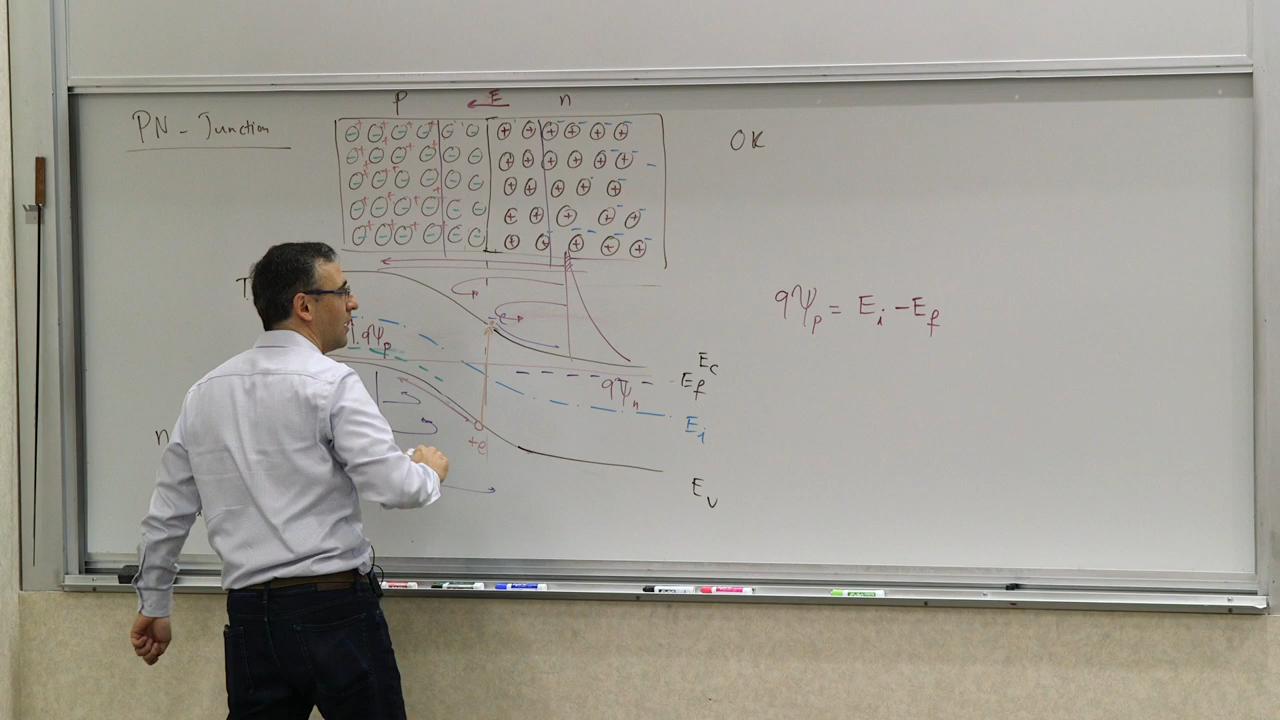 P E n
PN - Junction
OK
T
qψp = Ei - Ef
qψp
Ec
Ef
qψn
Ei
n
+e
Ev